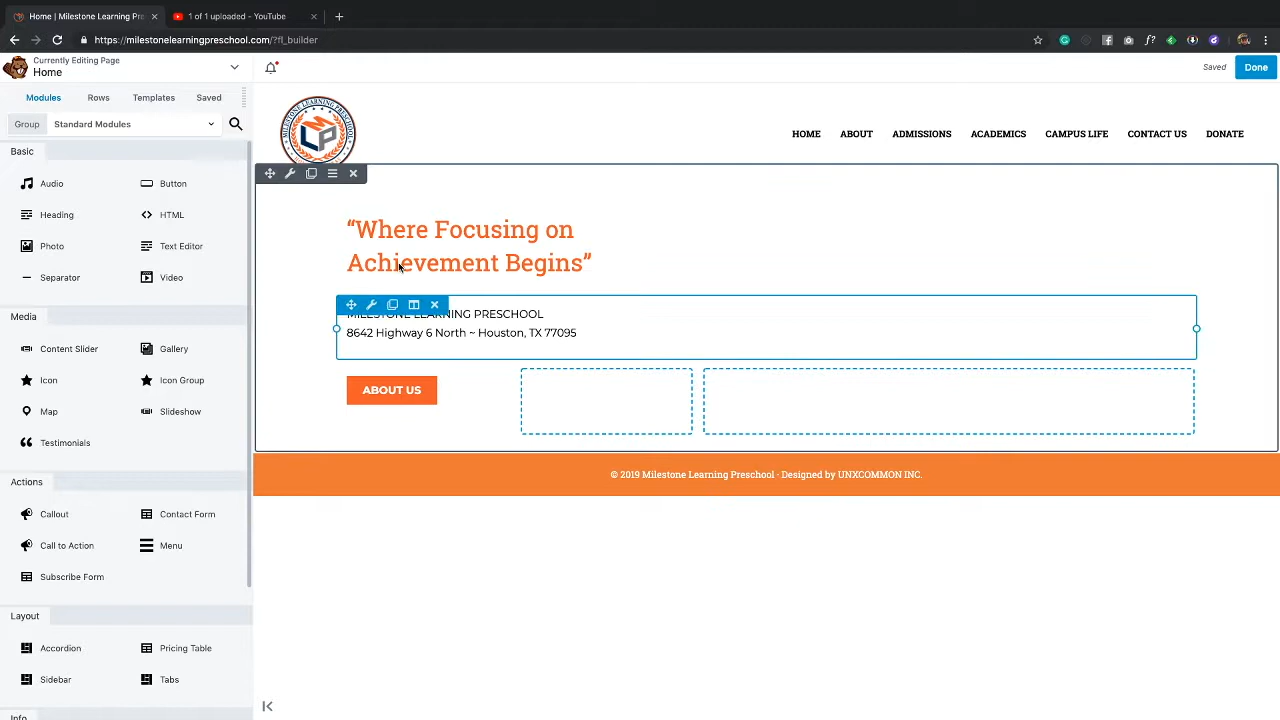 Home | Milestone Learning Pre
1 of 1 uploaded - YouTube
https://milestonelearningpreschool.com/?fl_builder
Currently Editing Page
Home
Saved
Done
Modules
Rows
Templates
Saved
Group
Standard Modules
Basic
Audio
Button
Heading
HTML
Photo
Text Editor
Separator
Video
Media
Content Slider
Gallery
Icon
Icon Group
Map
Slideshow
Testimonials
Actions
Callout
Contact Form
Call to Action
Menu
Subscribe Form
Layout
Accordion
Pricing Table
Sidebar
Tabs
Info
MILESTONE LEARNING PRESCHOOL
HOME
ABOUT
ADMISSIONS
ACADEMICS
CAMPUS LIFE
CONTACT US
DONATE
“Where Focusing on
Achievement Begins”
MILESTONE LEARNING PRESCHOOL
8642 Highway 6 North ~ Houston, TX 77095
ABOUT US
© 2019 Milestone Learning Preschool · Designed by UNXCOMMON INC.